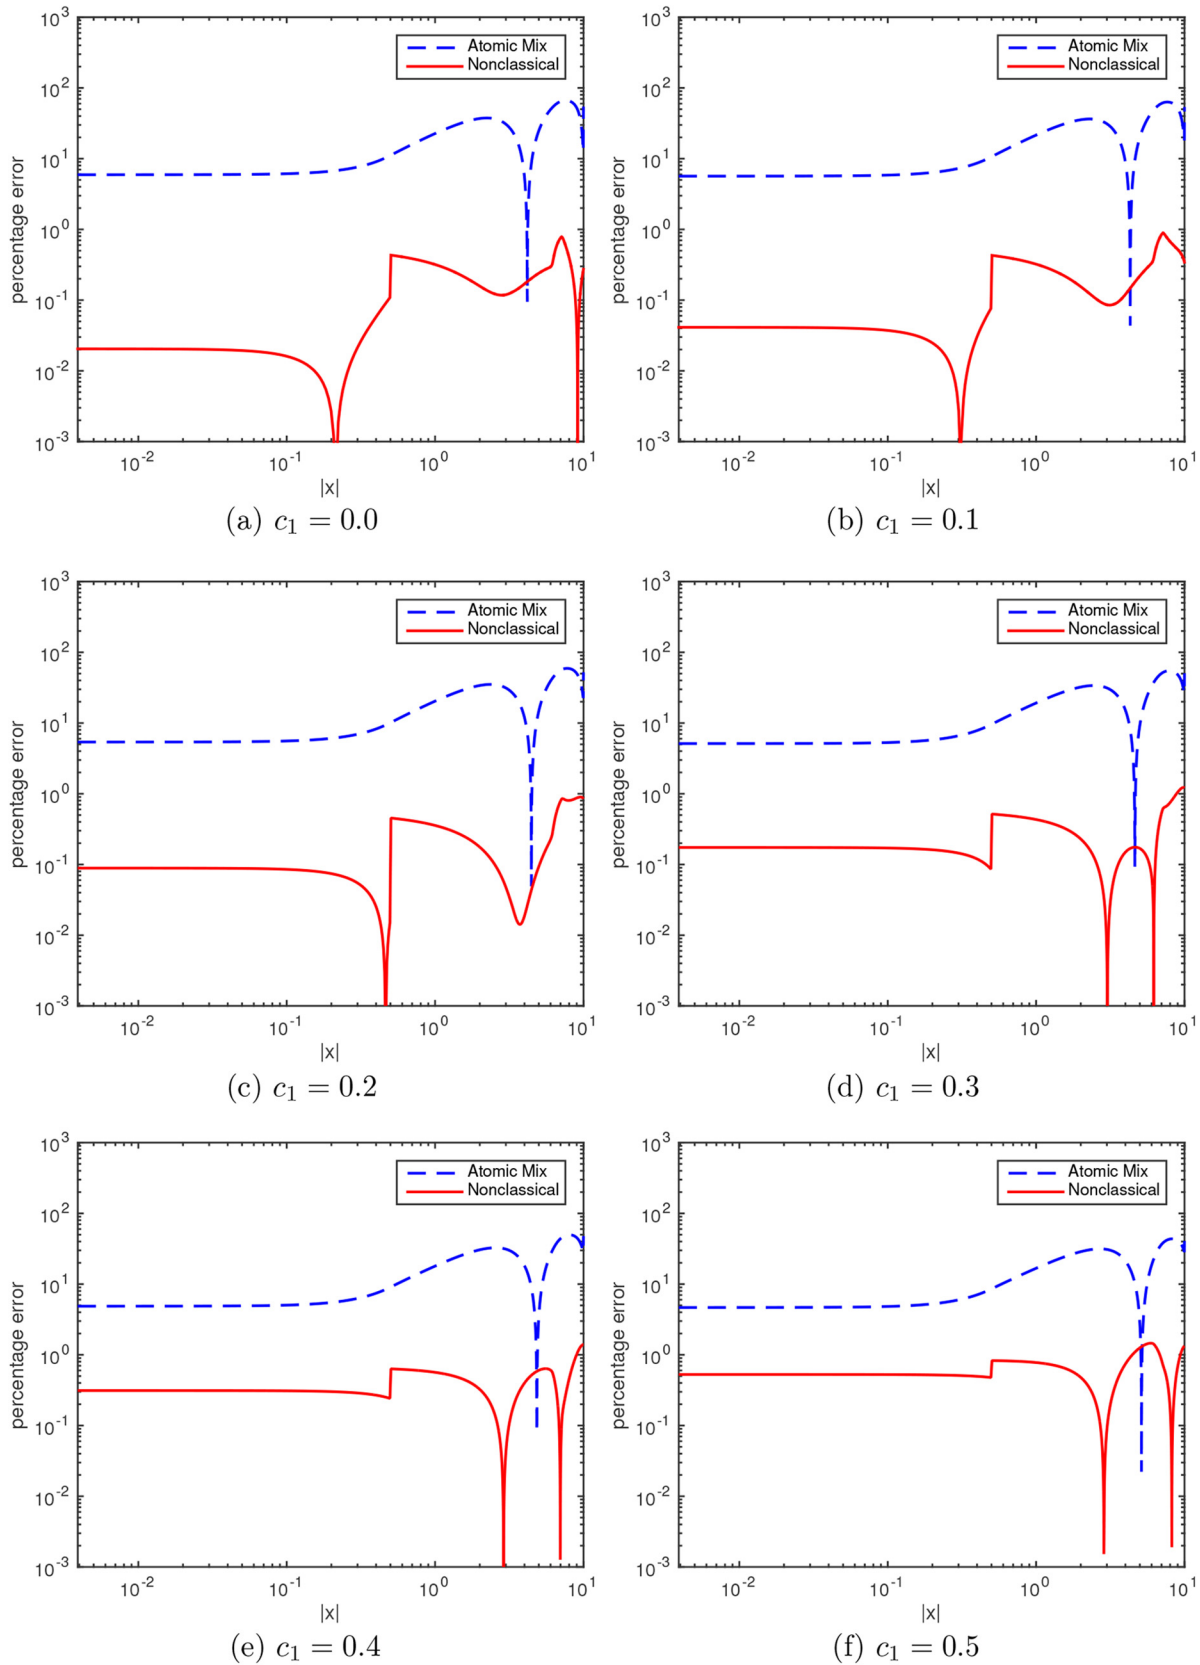 10^3
10^2
10^1
10^0
10^-1
10^-2
10^-3
percentage error
Atomic Mix
Nonclassical
10^-2 10^-1 10^0 10^1
|x|
(a) c₁ = 0.0
10^3
10^2
10^1
10^0
10^-1
10^-2
10^-3
percentage error
Atomic Mix
Nonclassical
10^-2 10^-1 10^0 10^1
|x|
(b) c₁ = 0.1
10^3
10^2
10^1
10^0
10^-1
10^-2
10^-3
percentage error
Atomic Mix
Nonclassical
10^-2 10^-1 10^0 10^1
|x|
(c) c₁ = 0.2
10^3
10^2
10^1
10^0
10^-1
10^-2
10^-3
percentage error
Atomic Mix
Nonclassical
10^-2 10^-1 10^0 10^1
|x|
(d) c₁ = 0.3
10^3
10^2
10^1
10^0
10^-1
10^-2
10^-3
percentage error
Atomic Mix
Nonclassical
10^-2 10^-1 10^0 10^1
|x|
(e) c₁ = 0.4
10^3
10^2
10^1
10^0
10^-1
10^-2
10^-3
percentage error
Atomic Mix
Nonclassical
10^-2 10^-1 10^0 10^1
|x|
(f) c₁ = 0.5